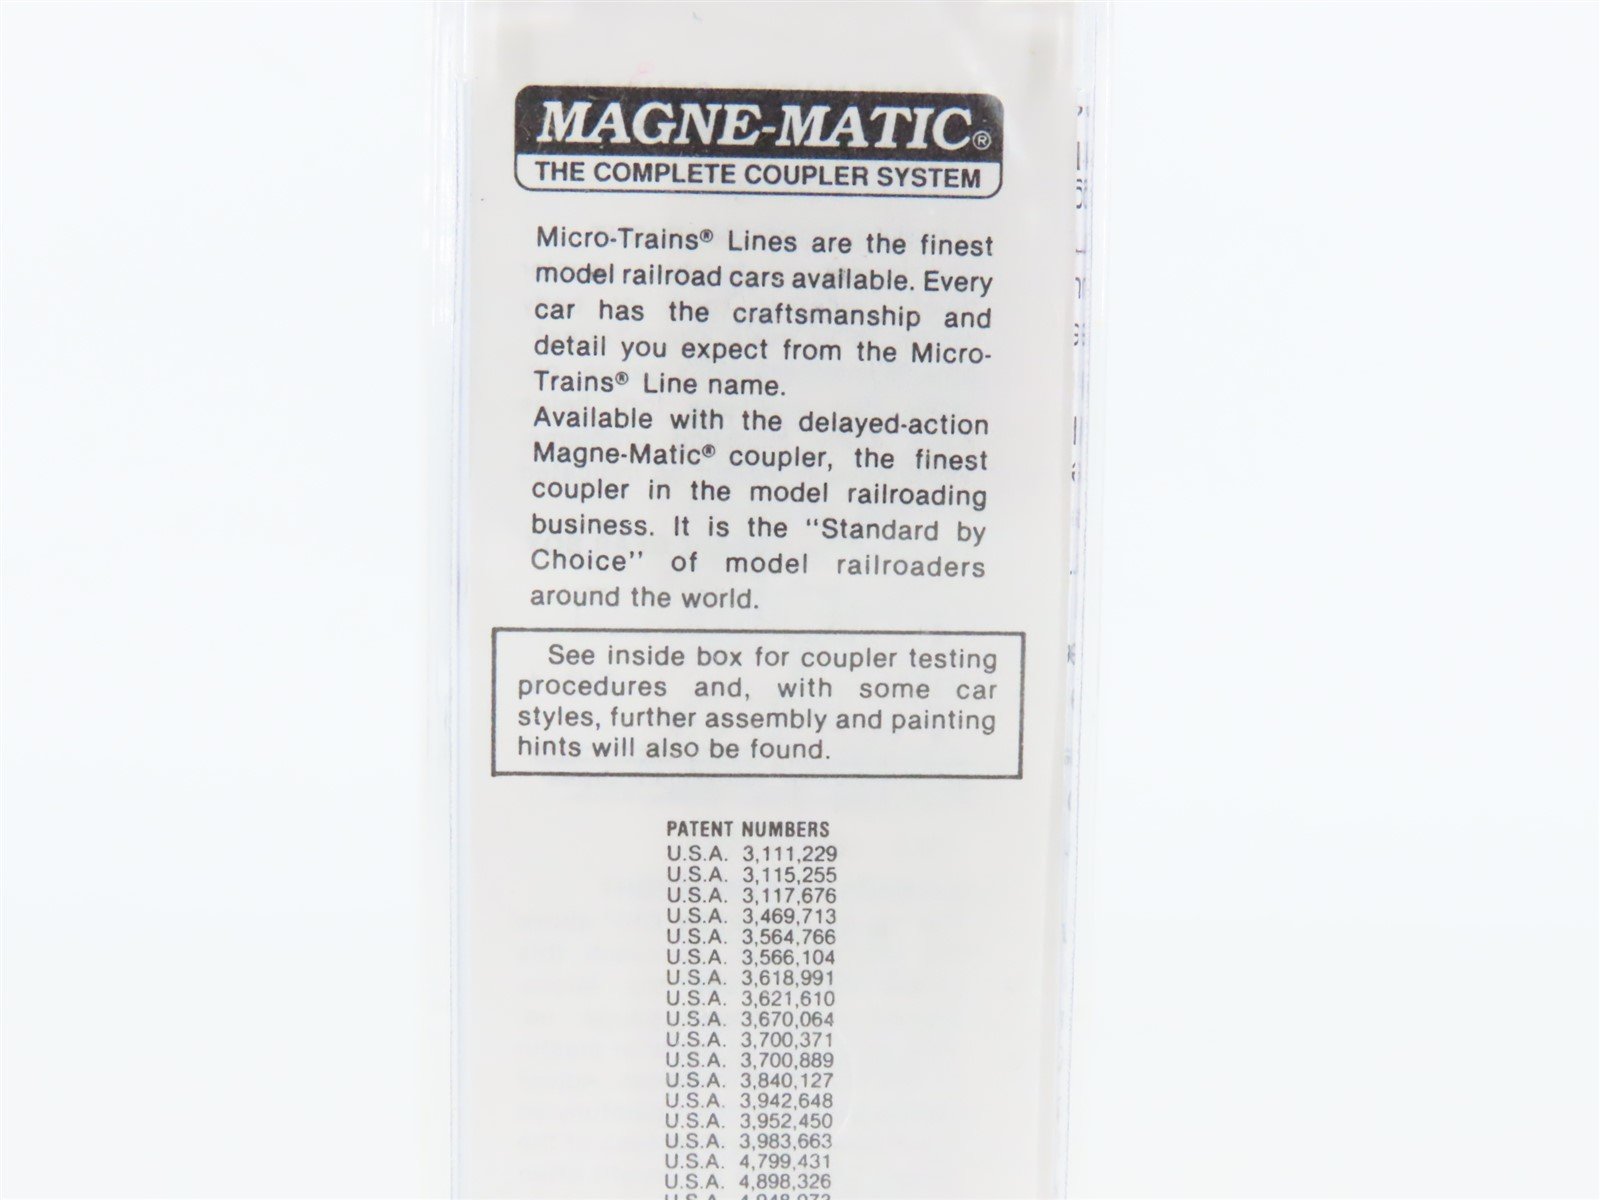 MAGNE-MATIC®
THE COMPLETE COUPLER SYSTEM
Micro-Trains® Lines are the finest
model railroad cars available. Every
car has the craftsmanship and
detail you expect from the Micro-
Trains® Line name.
Available with the delayed-action
Magne-Matic® coupler, the finest
coupler in the model railroading
business. It is the "Standard by
Choice" of model railroaders
around the world.
See inside box for coupler testing
procedures and, with some car
styles, further assembly and painting
hints will also be found.
PATENT NUMBERS
U.S.A. 3,111,229
U.S.A. 3,115,255
U.S.A. 3,117,676
U.S.A. 3,469,713
U.S.A. 3,564,766
U.S.A. 3,566,104
U.S.A. 3,618,991
U.S.A. 3,621,610
U.S.A. 3,670,064
U.S.A. 3,700,371
U.S.A. 3,700,889
U.S.A. 3,840,127
U.S.A. 3,942,648
U.S.A. 3,952,450
U.S.A. 3,983,663
U.S.A. 4,799,431
U.S.A. 4,898,326
U.S.A.